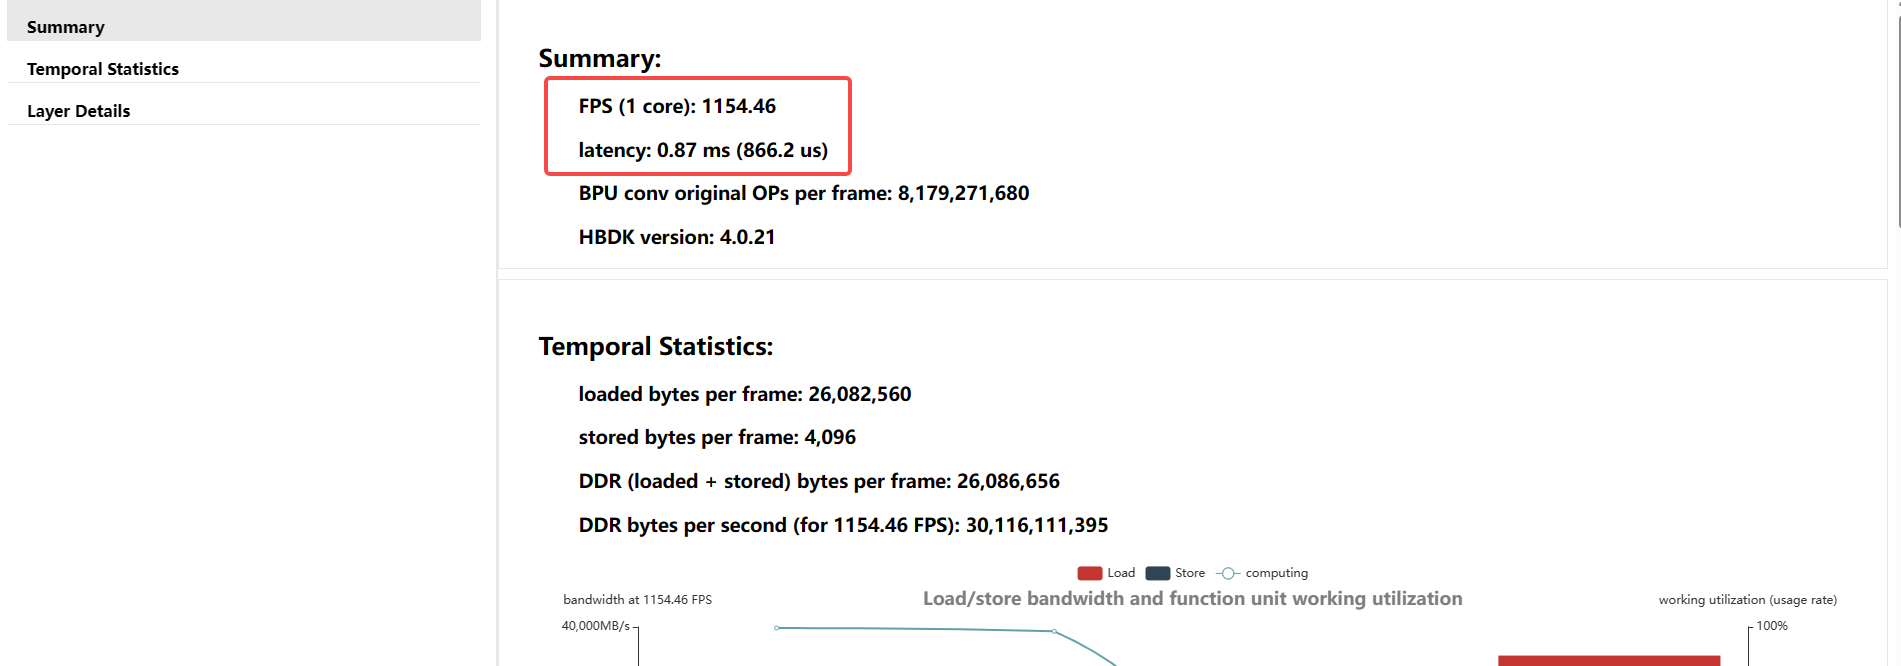 Summary
Temporal Statistics
Layer Details
Summary:
FPS (1 core): 1154.46
latency: 0.87 ms (866.2 us)
BPU conv original OPs per frame: 8,179,271,680
HBDK version: 4.0.21
Temporal Statistics:
loaded bytes per frame: 26,082,560
stored bytes per frame: 4,096
DDR (loaded + stored) bytes per frame: 26,086,656
DDR bytes per second (for 1154.46 FPS): 30,116,111,395
Load Store computing
bandwidth at 1154.46 FPS Load/store bandwidth and function unit working utilization working utilization (usage rate)
40,000MB/s 100%